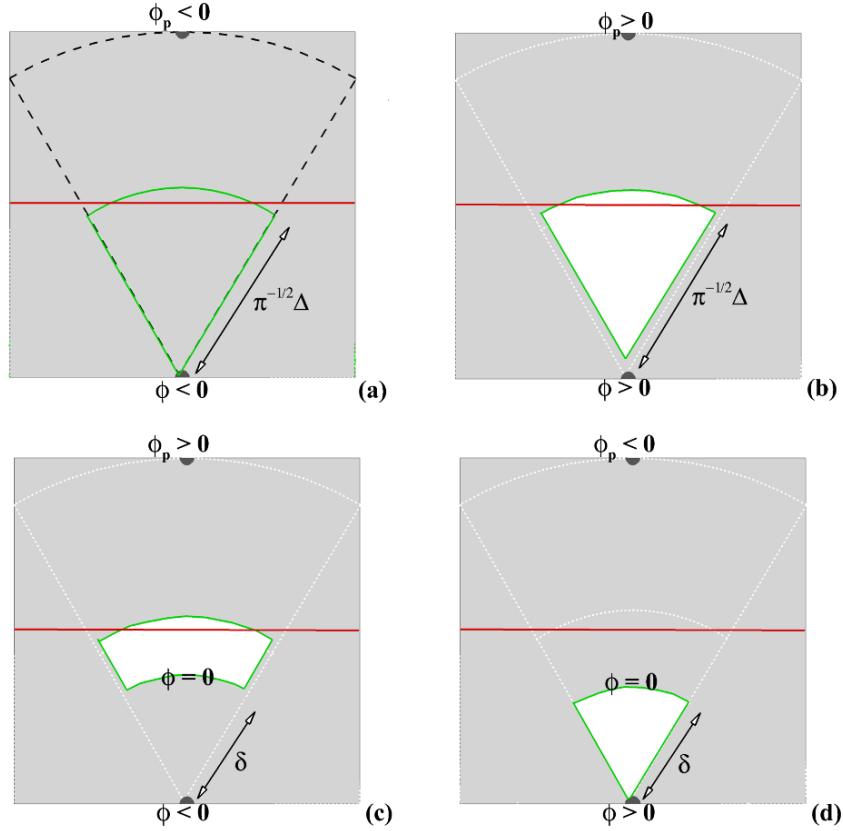 ϕp < 0
π-1/2Δ
ϕ < 0
(a)
ϕp > 0
π-1/2Δ
ϕ > 0
(b)
ϕp > 0
ϕ = 0
δ
ϕ < 0
(c)
ϕp < 0
ϕ = 0
δ
ϕ > 0
(d)